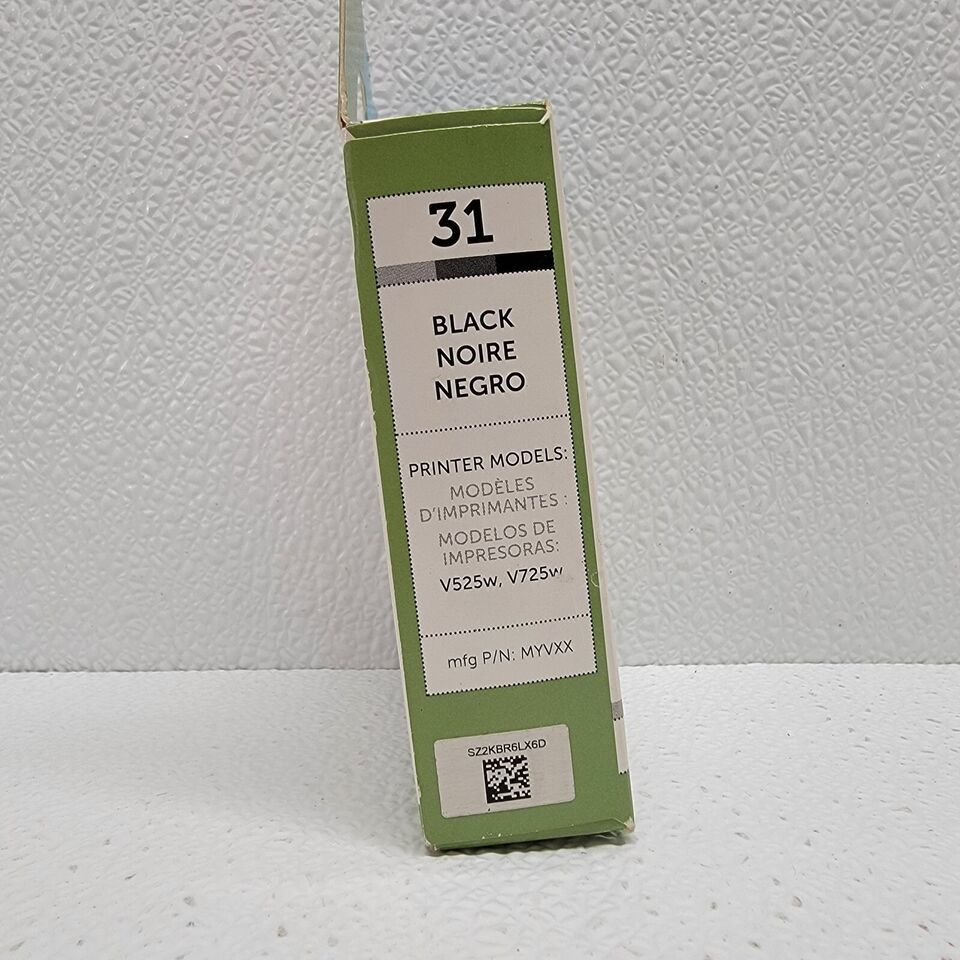 31
BLACK
NOIRE
NEGRO
PRINTER MODELS:
MODÈLES
D'IMPRIMANTES :
MODELOS DE
IMPRESORAS:
V525w, V725w
mfg P/N: MYVXX
SZ2KBR6LX6D